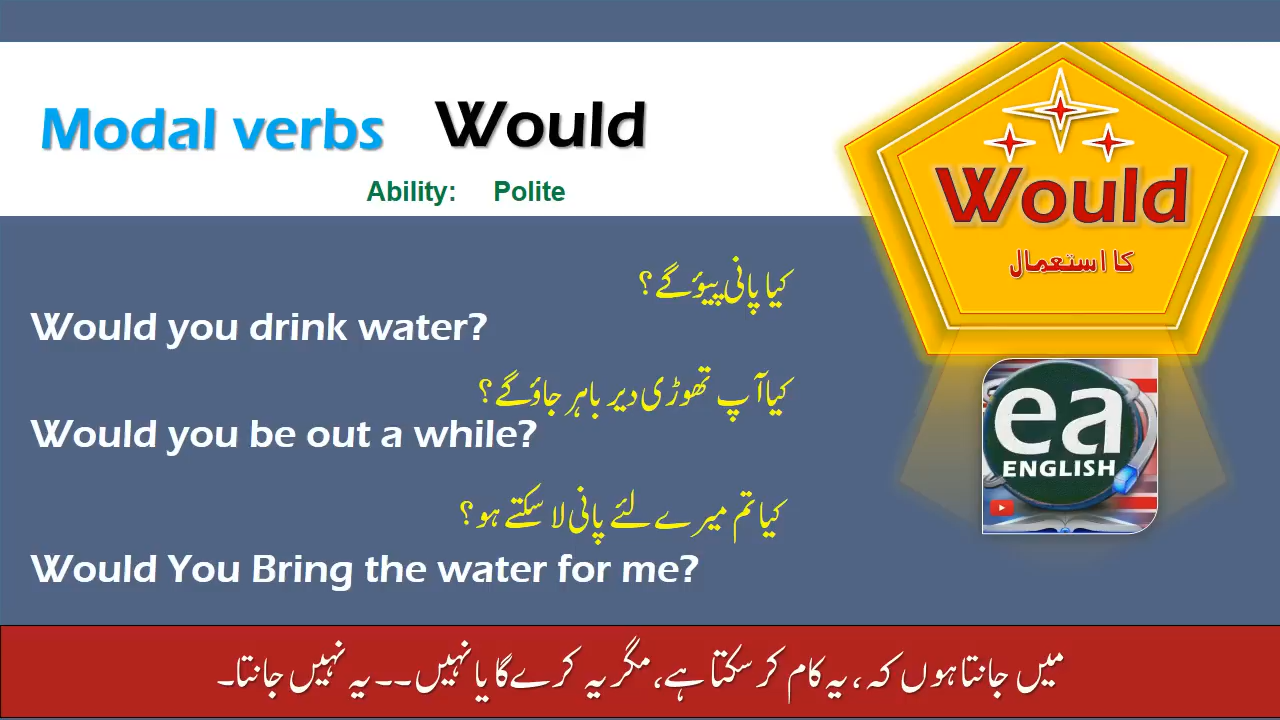 Modal verbs Would
Ability: Polite
Would
کا استعمال
کیا پانی پیؤ گے ؟
Would you drink water?
کیا آپ تھوڑی دیر باہر جاؤ گے ؟
Would you be out a while?
کیا تم میرے لئے پانی لا سکتے ہو ؟
Would You Bring the water for me?
ea
ENGLISH
میں جانتا ہوں کہ ، یہ کام کر سکتا ہے، مگر یہ کرے گا یا نہیں ۔۔ یہ نہیں جانتا۔